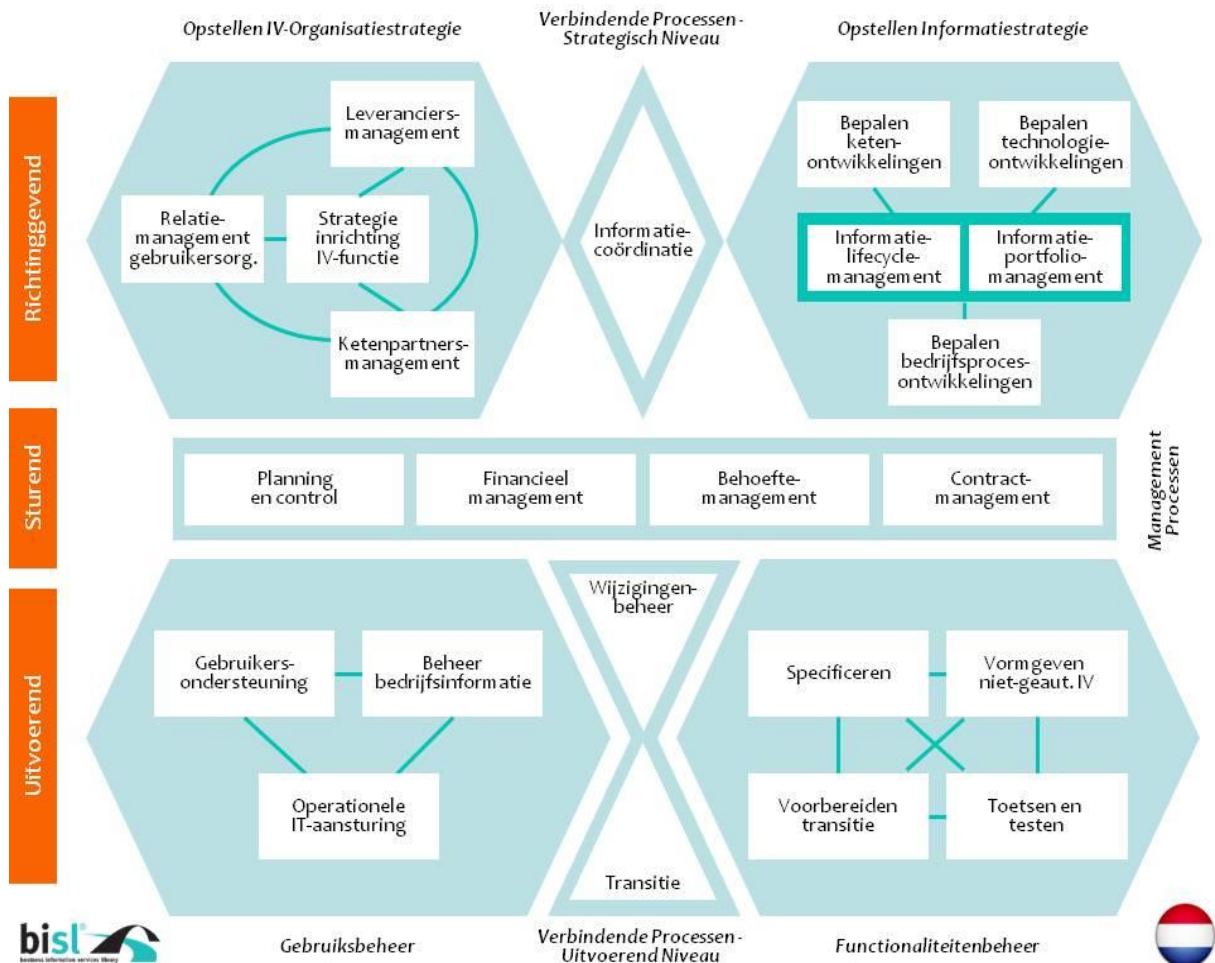 Opstellen IV-Organisatiestrategie
Verbindende Processen-
Strategisch Niveau
Opstellen Informatiestrategie
Richtinggevend
Leveranciers-
management
Relatie-
management
gebruikersorg.
Strategie
inrichting
IV-functie
Ketenpartners-
management
Informatie-
coördinatie
Bepalen
keten-
ontwikkelingen
Bepalen
technologie-
ontwikkelingen
Informatie-
lifecycle-
management
Informatie-
portfolio-
management
Bepalen
bedrijfsproces-
ontwikkelingen
Sturend
Planning
en control
Financieel
management
Behoefte-
management
Contract-
management
Management
Processen
Uitvoerend
Gebruikers-
ondersteuning
Beheer
bedrijfsinformatie
Operationele
IT-aansturing
Wijzigingen-
beheer
Transitie
Specificeren
Vormgeven
niet-geaut. IV
Voorbereiden
transitie
Toetsen en
testen
bisl®
business information services library
Gebruiksbeheer
Verbindende Processen-
Uitvoerend Niveau
Functionaliteitenbeheer